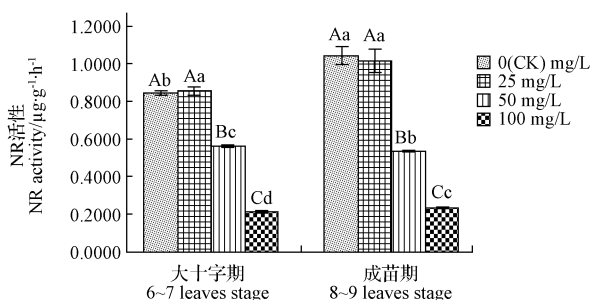 NR活性
NR activity/μg·g⁻¹·h⁻¹
1.2000
1.0000
0.8000
0.6000
0.4000
0.2000
0.0000
Ab
Aa
Bc
Cd
Aa
Aa
Bb
Cc
0(CK) mg/L
25 mg/L
50 mg/L
100 mg/L
大十字期
6~7 leaves stage
成苗期
8~9 leaves stage